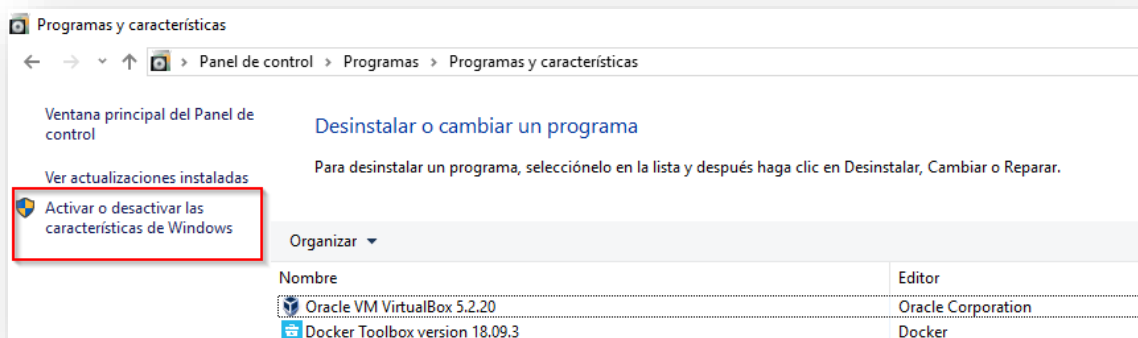 Programas y características
Panel de control > Programas > Programas y características
Ventana principal del Panel de
control
Desinstalar o cambiar un programa
Para desinstalar un programa, selecciónelo en la lista y después haga clic en Desinstalar, Cambiar o Reparar.
Ver actualizaciones instaladas
Activar o desactivar las
características de Windows
Organizar
Nombre Editor
Oracle VM VirtualBox 5.2.20 Oracle Corporation
Docker Toolbox version 18.09.3 Docker